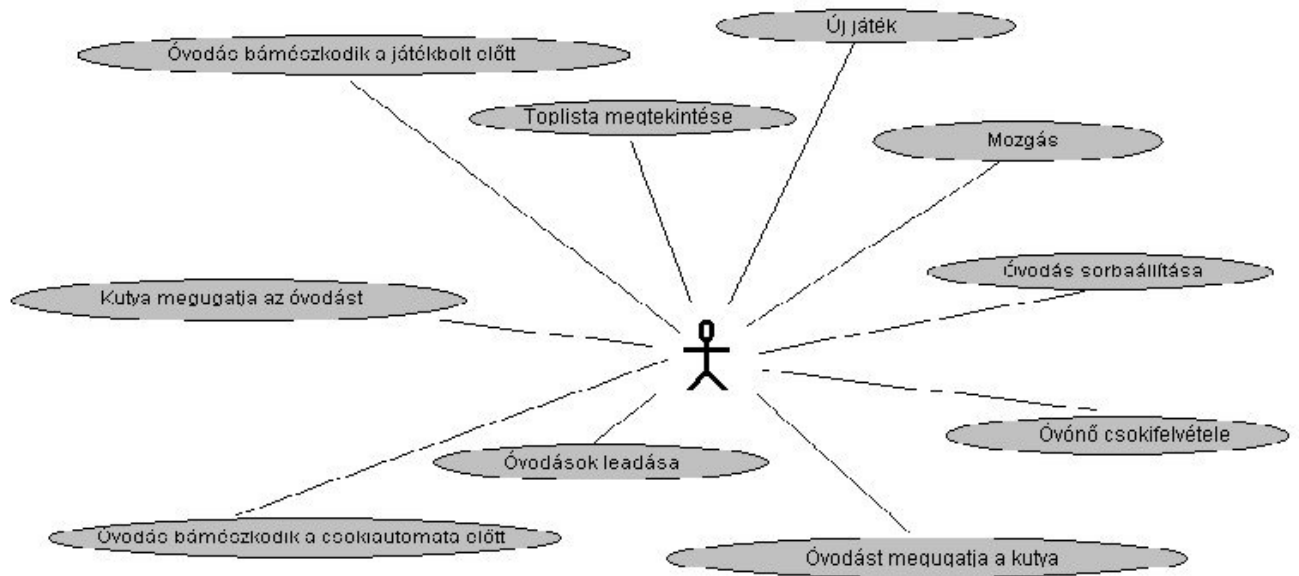 Új játék
Óvodás bámészkodik a játékbolt előtt
Toplista megtekintése
Mozgás
Óvodás sorbaállítása
Kutya megugatja az óvodást
Óvónő csokifelvétele
Óvodások leadása
Óvodás bámészkodik a csokiautomata előtt
Óvodást megugatja a kutya